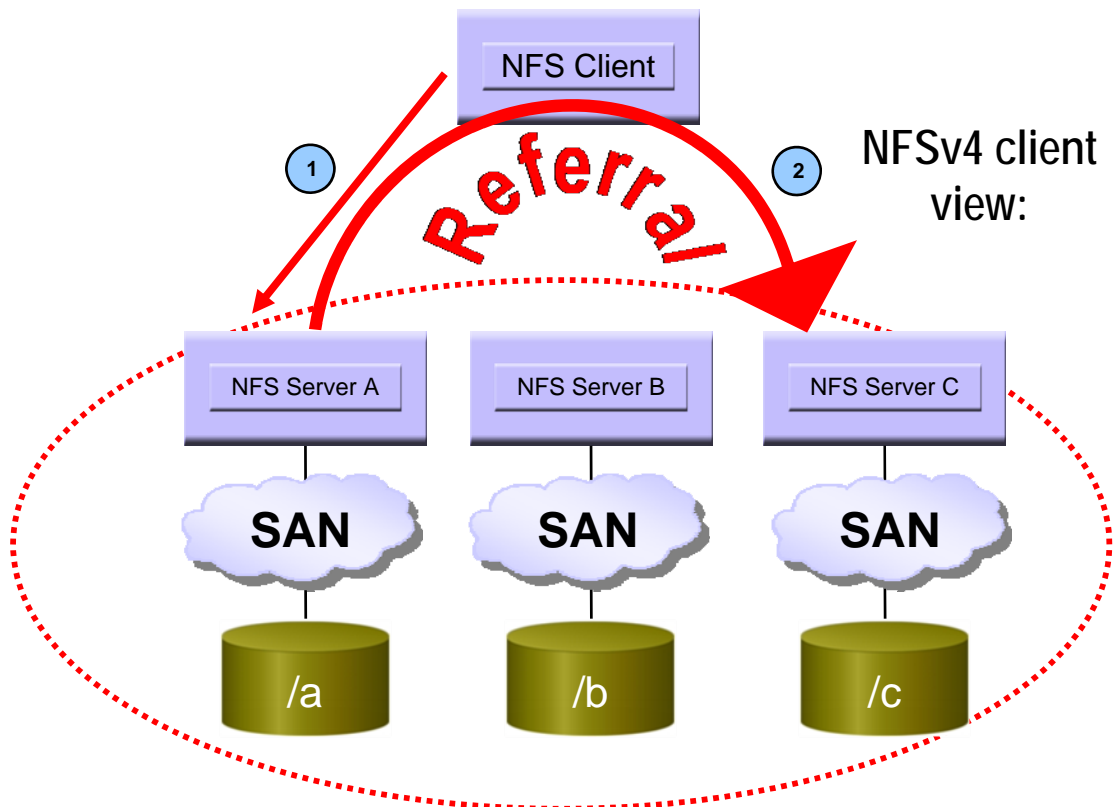 NFS Client
1
Referral
2
NFSv4 client
view:
NFS Server A
NFS Server B
NFS Server C
SAN
SAN
SAN
/a
/b
/c